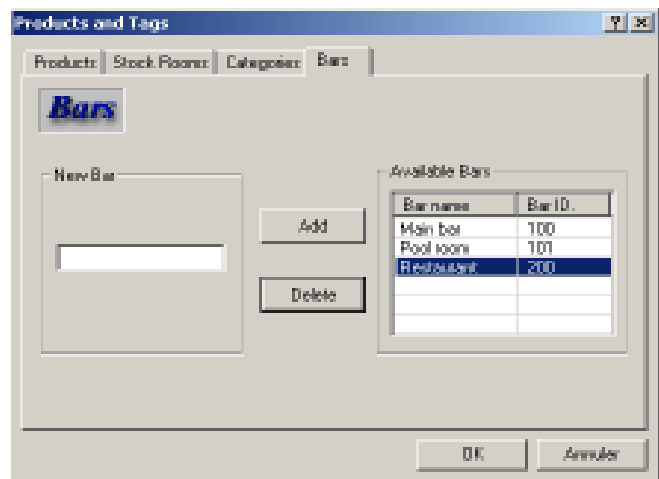 Products and Tags
Products Stock Rooms Categories Bars
Bars
New Bar
Add
Delete
Available Bars
Bar name Bar ID.
Main bar 100
Pool room 101
Restaurant 200
OK Annuler